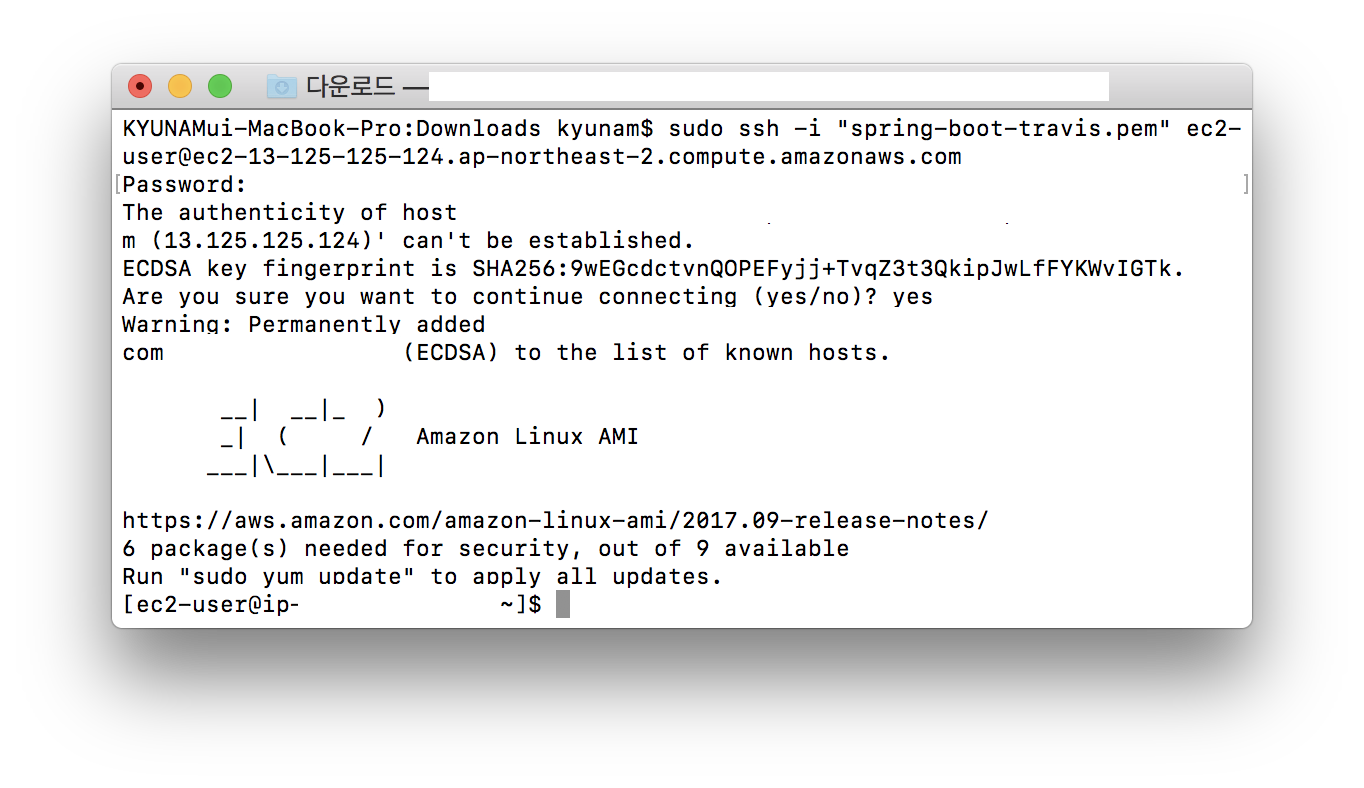 다운로드 —
KYUNAMui-MacBook-Pro:Downloads kyunam$ sudo ssh -i "spring-boot-travis.pem" ec2-
user@ec2-13-125-125-124.ap-northeast-2.compute.amazonaws.com
[Password:]
The authenticity of host
m (13.125.125.124)' can't be established.
ECDSA key fingerprint is SHA256:9wEGcdctvnQOPEFyjj+TvqZ3t3QkipJwLfFYKWvIGTk.
Are you sure you want to continue connecting (yes/no)? yes
Warning: Permanently added
com (ECDSA) to the list of known hosts.
__|  __|_  )
_|  (     /   Amazon Linux AMI
___|\___|___|
https://aws.amazon.com/amazon-linux-ami/2017.09-release-notes/
6 package(s) needed for security, out of 9 available
Run "sudo yum update" to apply all updates.
[ec2-user@ip- ~]$